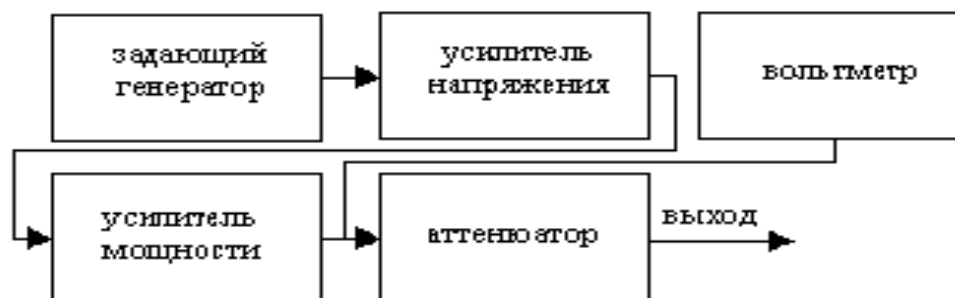 задающий
генератор
усилитель
напряжения
вольтметр
усилитель
мощности
аттенюатор
выход